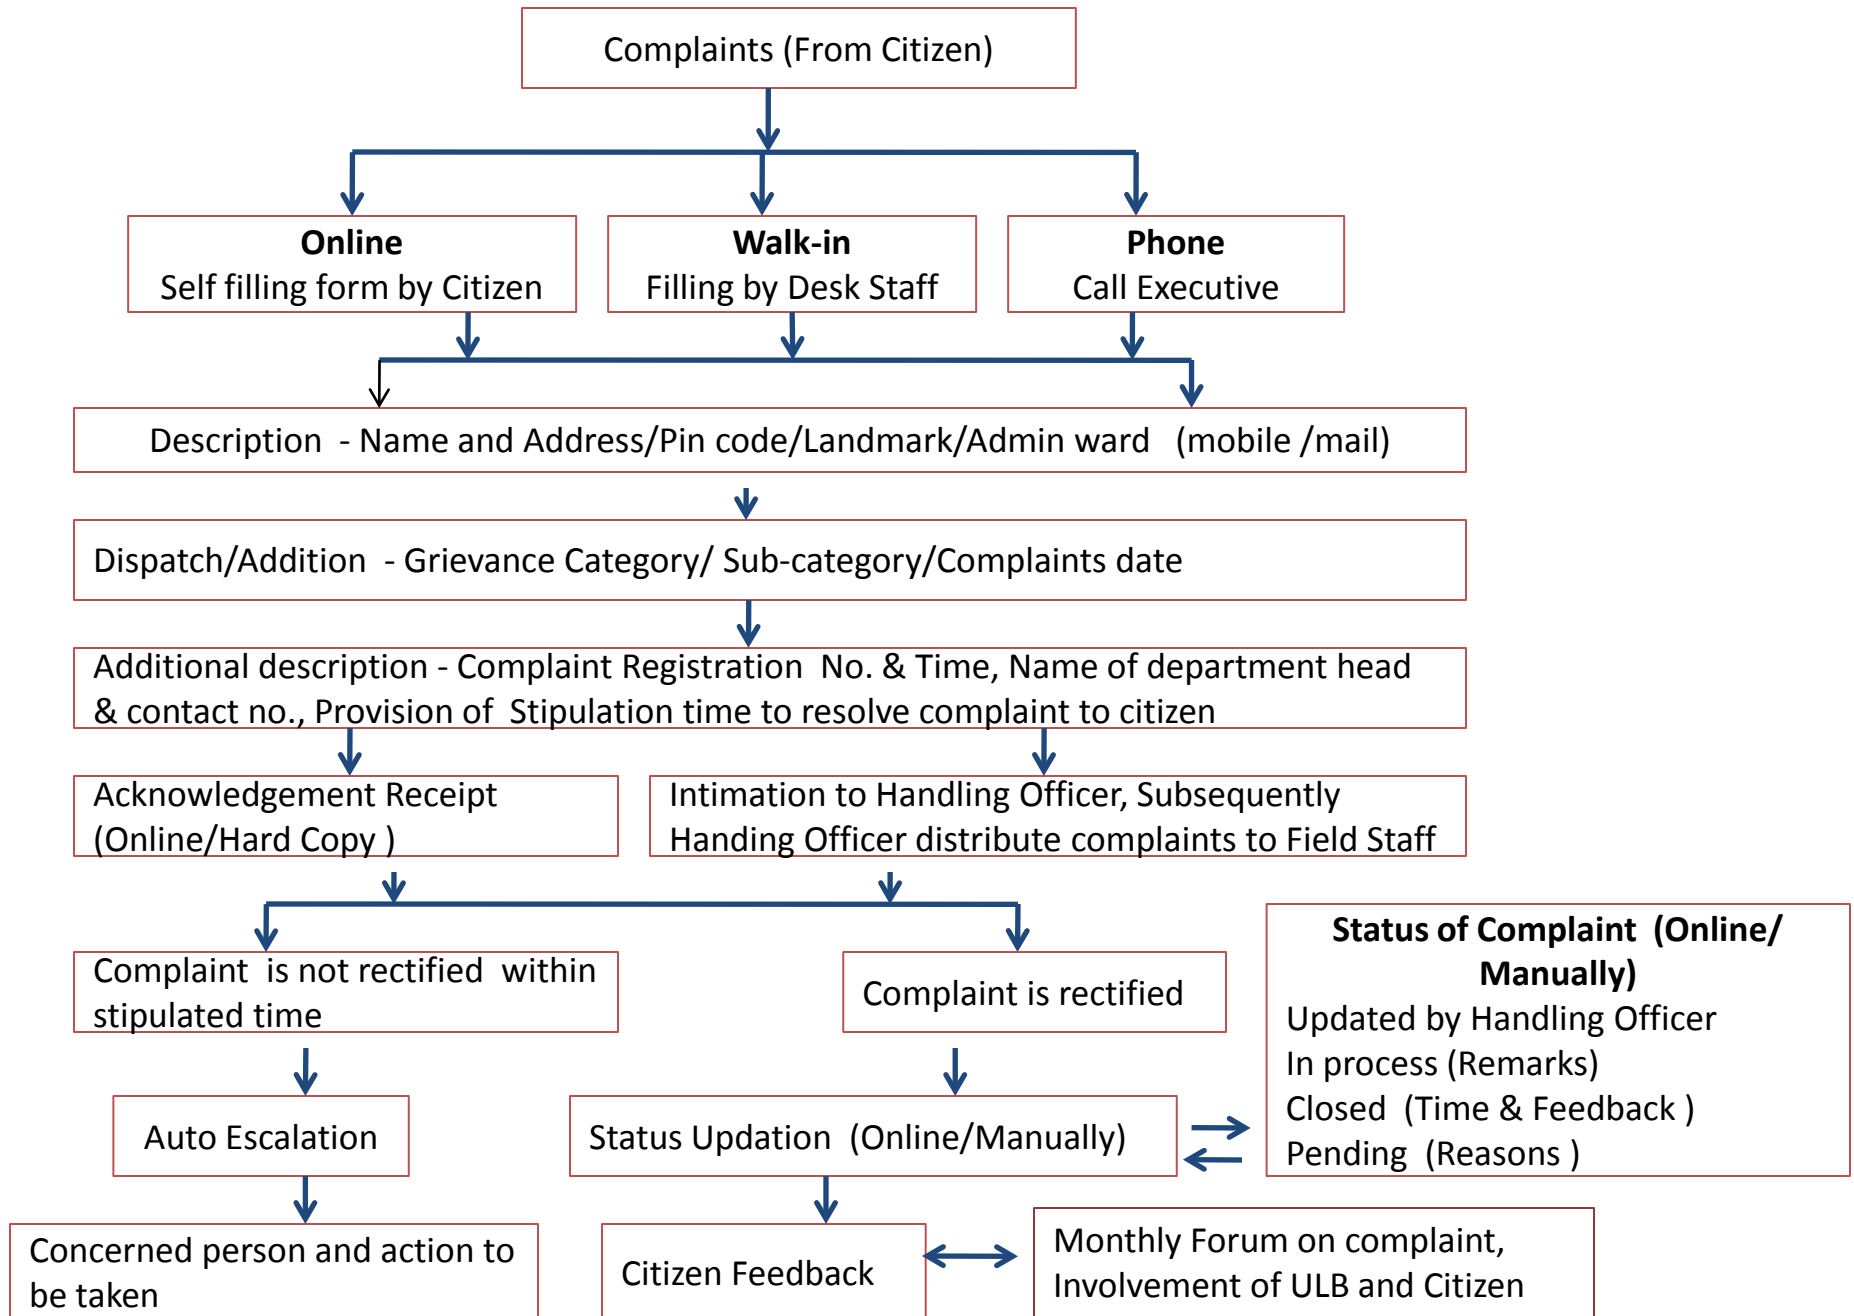 Complaints (From Citizen)
Online
Self filling form by Citizen
Walk-in
Filling by Desk Staff
Phone
Call Executive
Description - Name and Address/Pin code/Landmark/Admin ward (mobile /mail)
Dispatch/Addition - Grievance Category/ Sub-category/Complaints date
Additional description - Complaint Registration No. & Time, Name of department head
& contact no., Provision of Stipulation time to resolve complaint to citizen
Acknowledgement Receipt
(Online/Hard Copy )
Intimation to Handling Officer, Subsequently
Handing Officer distribute complaints to Field Staff
Complaint is not rectified within
stipulated time
Complaint is rectified
Status of Complaint (Online/
Manually)
Updated by Handling Officer
In process (Remarks)
Closed (Time & Feedback )
Pending (Reasons )
Auto Escalation
Status Updation (Online/Manually)
Concerned person and action to
be taken
Citizen Feedback
Monthly Forum on complaint,
Involvement of ULB and Citizen